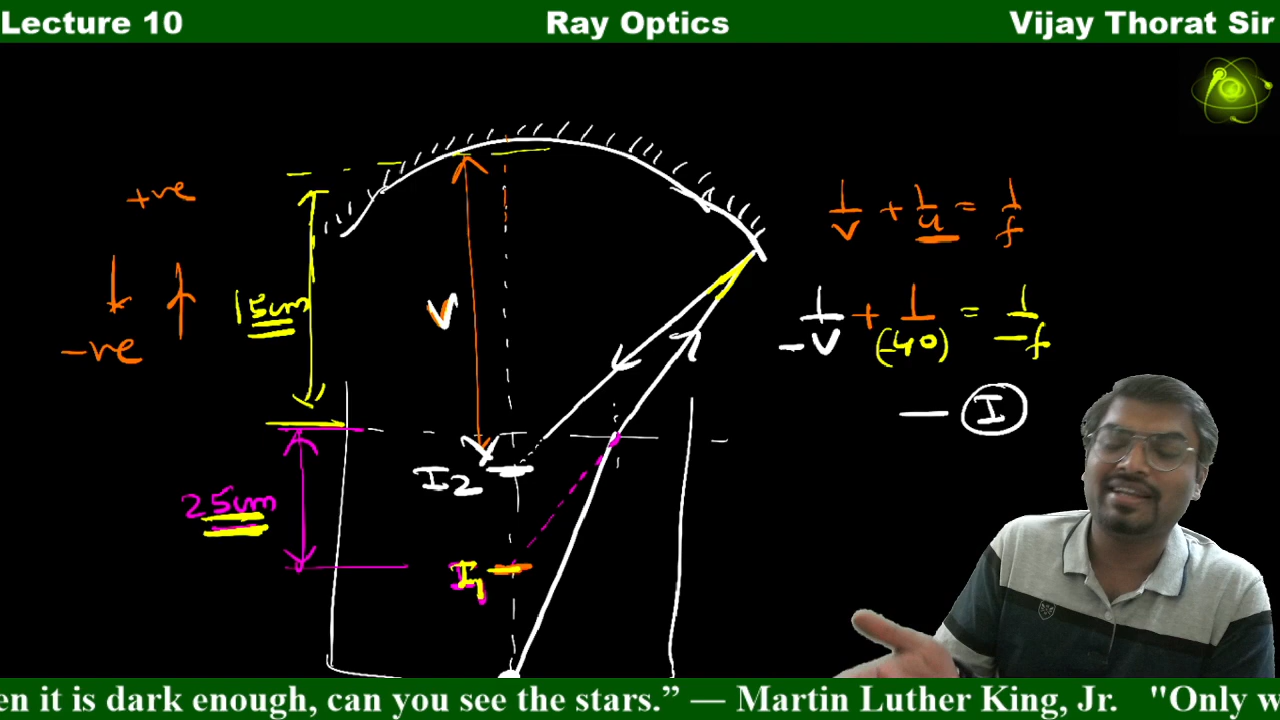 Lecture 10
Ray Optics
Vijay Thorat Sir
+ve
-ve
15cm
V
1/v + 1/u = 1/f
1/-v + 1/(-40) = 1/-f
— I
25cm
I2
I1
en it is dark enough, can you see the stars.” — Martin Luther King, Jr. "Only w